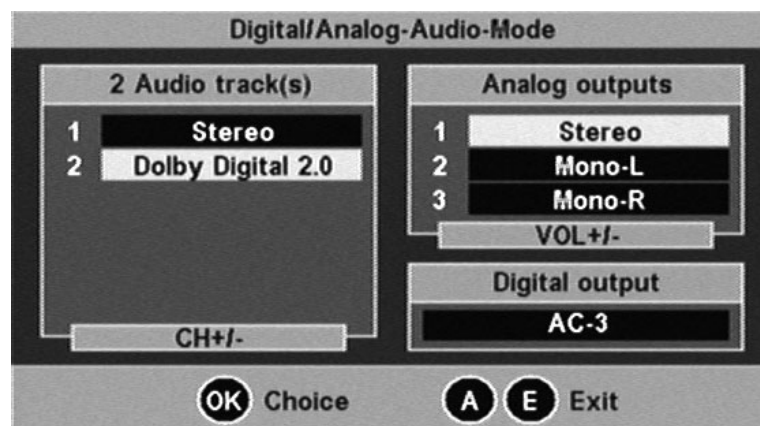 Digital/Analog-Audio-Mode
2 Audio track(s)
1 Stereo
2 Dolby Digital 2.0
CH+/-
Analog outputs
1 Stereo
2 Mono-L
3 Mono-R
VOL+/-
Digital output
AC-3
OK Choice
A E Exit